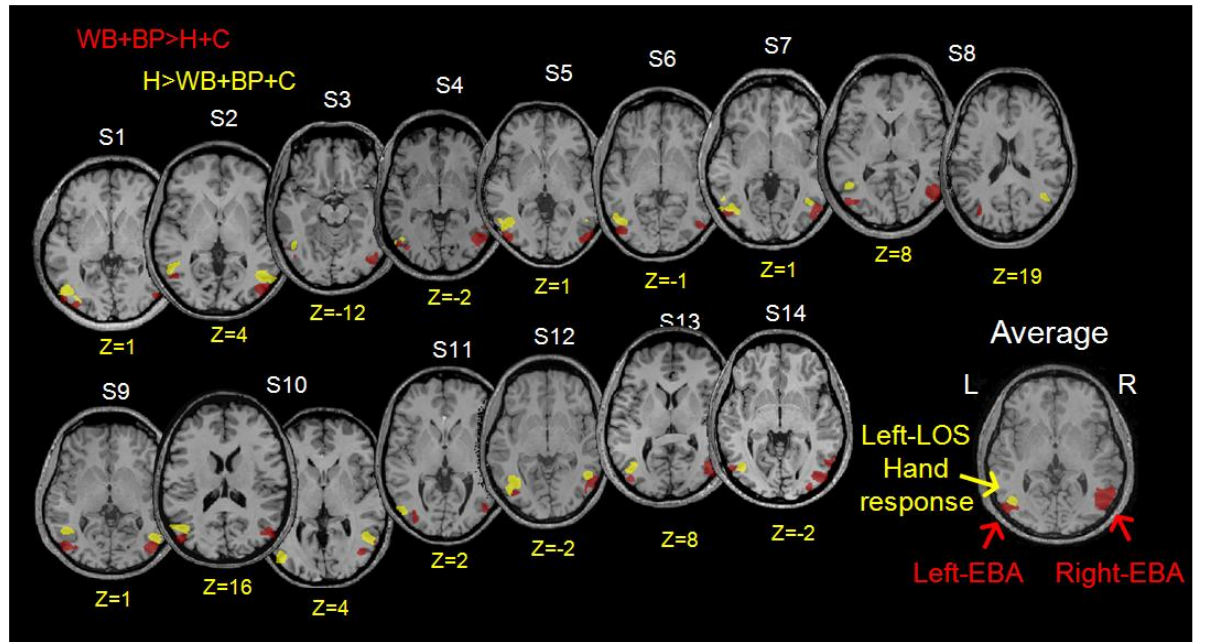 WB+BP>H+C
H>WB+BP+C
S1
S2
S3
S4
S5
S6
S7
S8
Z=1
Z=4
Z=-12
Z=-2
Z=1
Z=-1
Z=1
Z=8
Z=19
S9
S10
S11
S12
S13
S14
Z=1
Z=16
Z=4
Z=2
Z=-2
Z=8
Z=-2
Average
L
R
Left-LOS
Hand
response
Left-EBA
Right-EBA